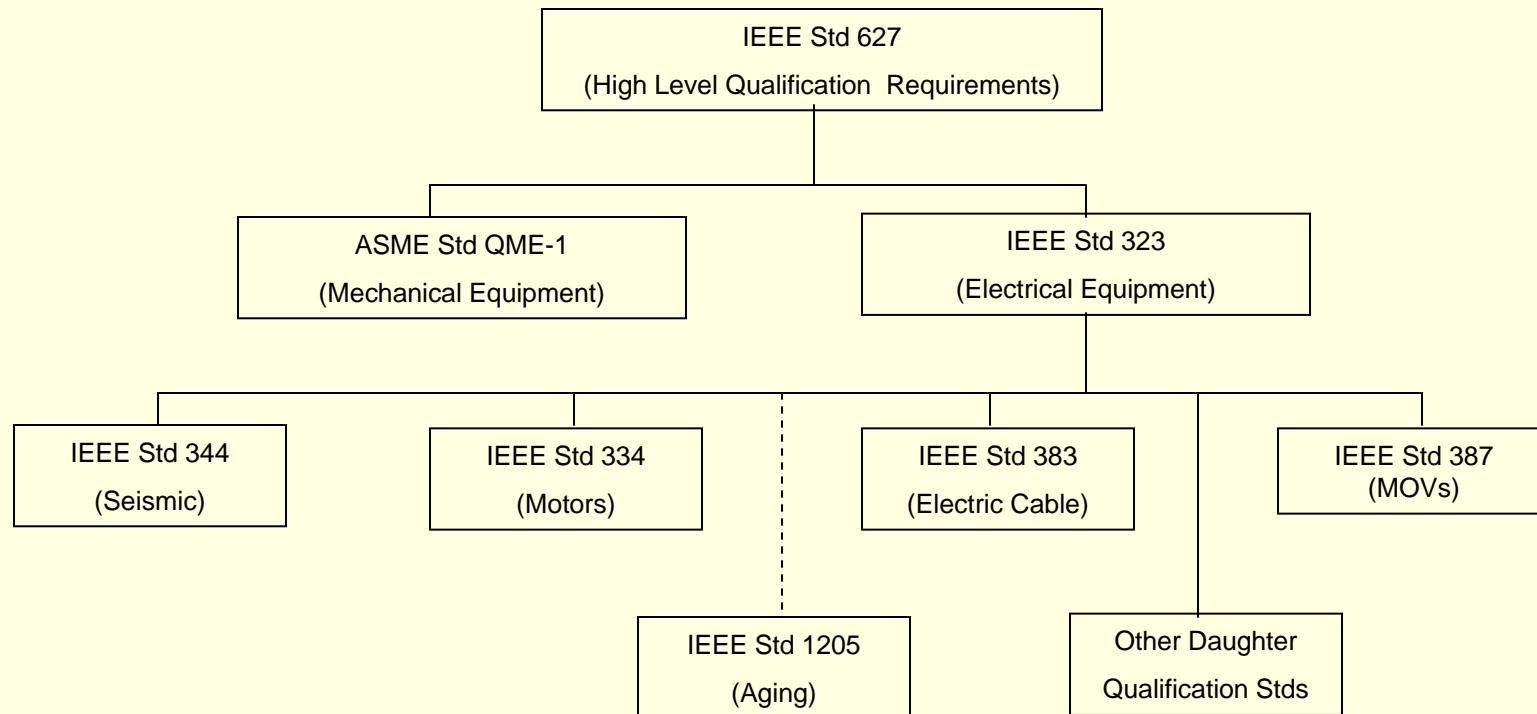 IEEE Std 627
(High Level Qualification Requirements)
ASME Std QME-1
(Mechanical Equipment)
IEEE Std 323
(Electrical Equipment)
IEEE Std 344
(Seismic)
IEEE Std 334
(Motors)
IEEE Std 383
(Electric Cable)
IEEE Std 387
(MOVs)
IEEE Std 1205
(Aging)
Other Daughter
Qualification Stds